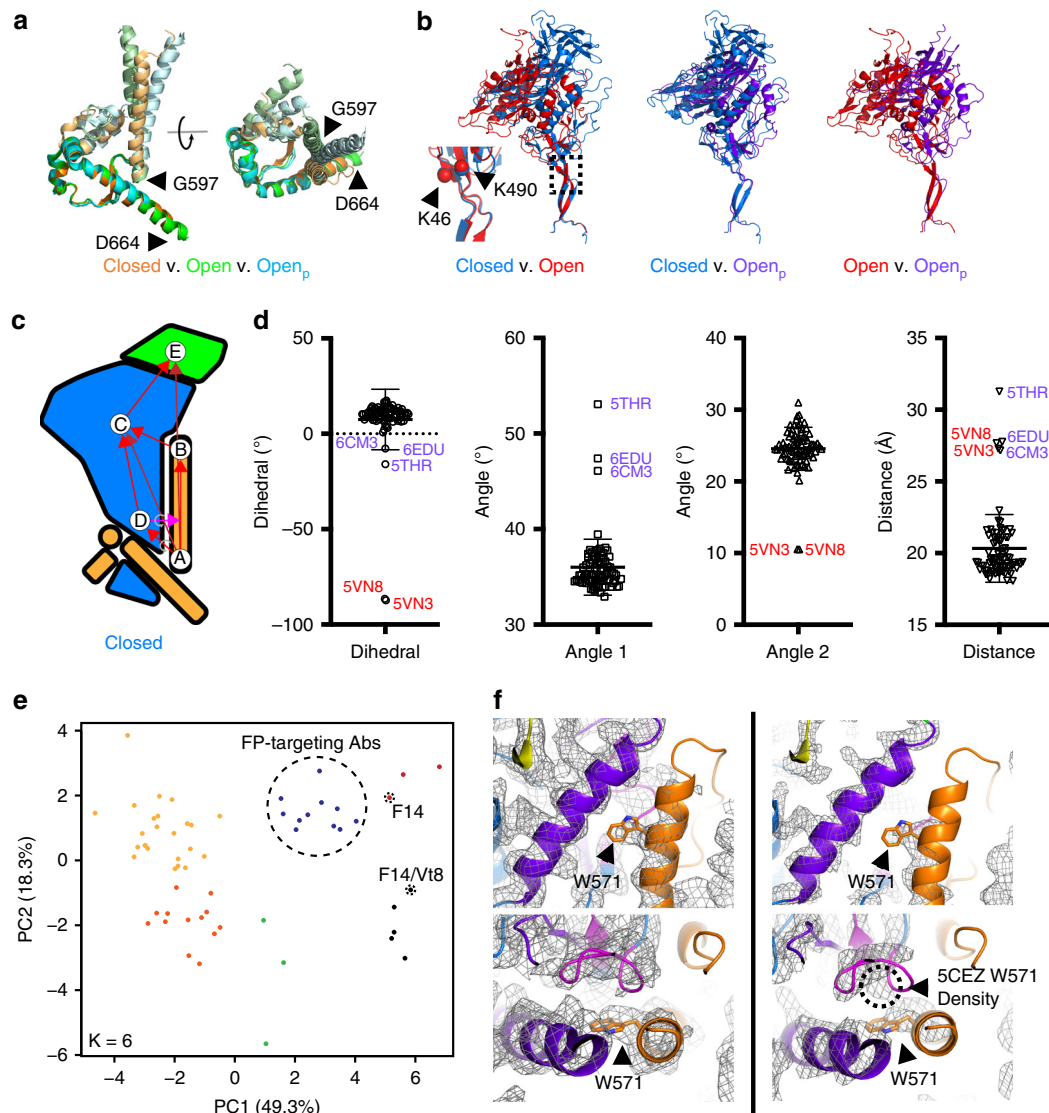 a
G597
G597
D664
D664
Closed v. Open v. Openp
b
K490
K46
Closed v. Open
Closed v. Openp
Open v. Openp
c
E
C
B
D
A
Closed
d
Dihedral (°)
50
0
−50
−100
6CM3
6EDU
5THR
5VN8
5VN3
Dihedral
Angle (°)
60
50
40
30
5THR
6EDU
6CM3
Angle 1
Angle (°)
40
30
20
10
0
5VN3
5VN8
Angle 2
Distance (Å)
35
30
25
20
15
5THR
5VN8
6EDU
5VN3
6CM3
Distance
e
PC2 (18.3%)
4
2
0
−2
−4
−6
FP-targeting Abs
F14
F14/Vt8
K = 6
−4
−2
0
2
4
6
PC1 (49.3%)
f
W571
W571
5CEZ W571
Density
W571
W571